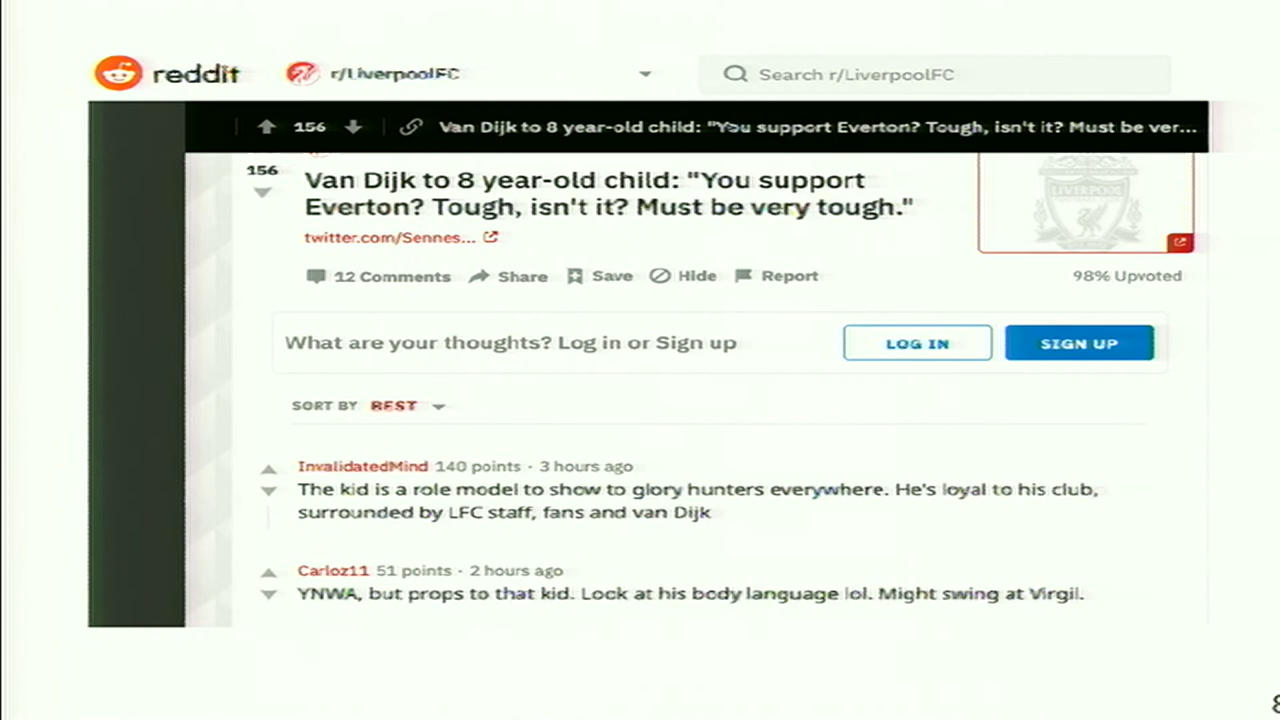 reddit r/LiverpoolFC Search r/LiverpoolFC
156 Van Dijk to 8 year-old child: "You support Everton? Tough, isn't it? Must be ver...
156
Van Dijk to 8 year-old child: "You support
Everton? Tough, isn't it? Must be very tough."
twitter.com/Sennes...
LIVERPOOL
12 Comments Share Save Hide Report 98% Upvoted
What are your thoughts? Log in or Sign up LOG IN SIGN UP
SORT BY BEST
InvalidatedMind 140 points · 3 hours ago
The kid is a role model to show to glory hunters everywhere. He's loyal to his club,
surrounded by LFC staff, fans and van Dijk
Carloz11 51 points · 2 hours ago
YNWA, but props to that kid. Look at his body language lol. Might swing at Virgil.